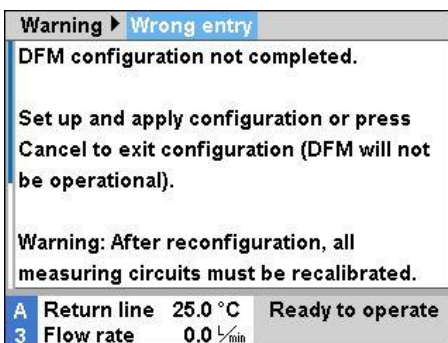 Warning ▶ Wrong entry
DFM configuration not completed.
Set up and apply configuration or press
Cancel to exit configuration (DFM will not
be operational).
Warning: After reconfiguration, all
measuring circuits must be recalibrated.
A Return line 25.0 °C Ready to operate
3 Flow rate 0.0 L/min